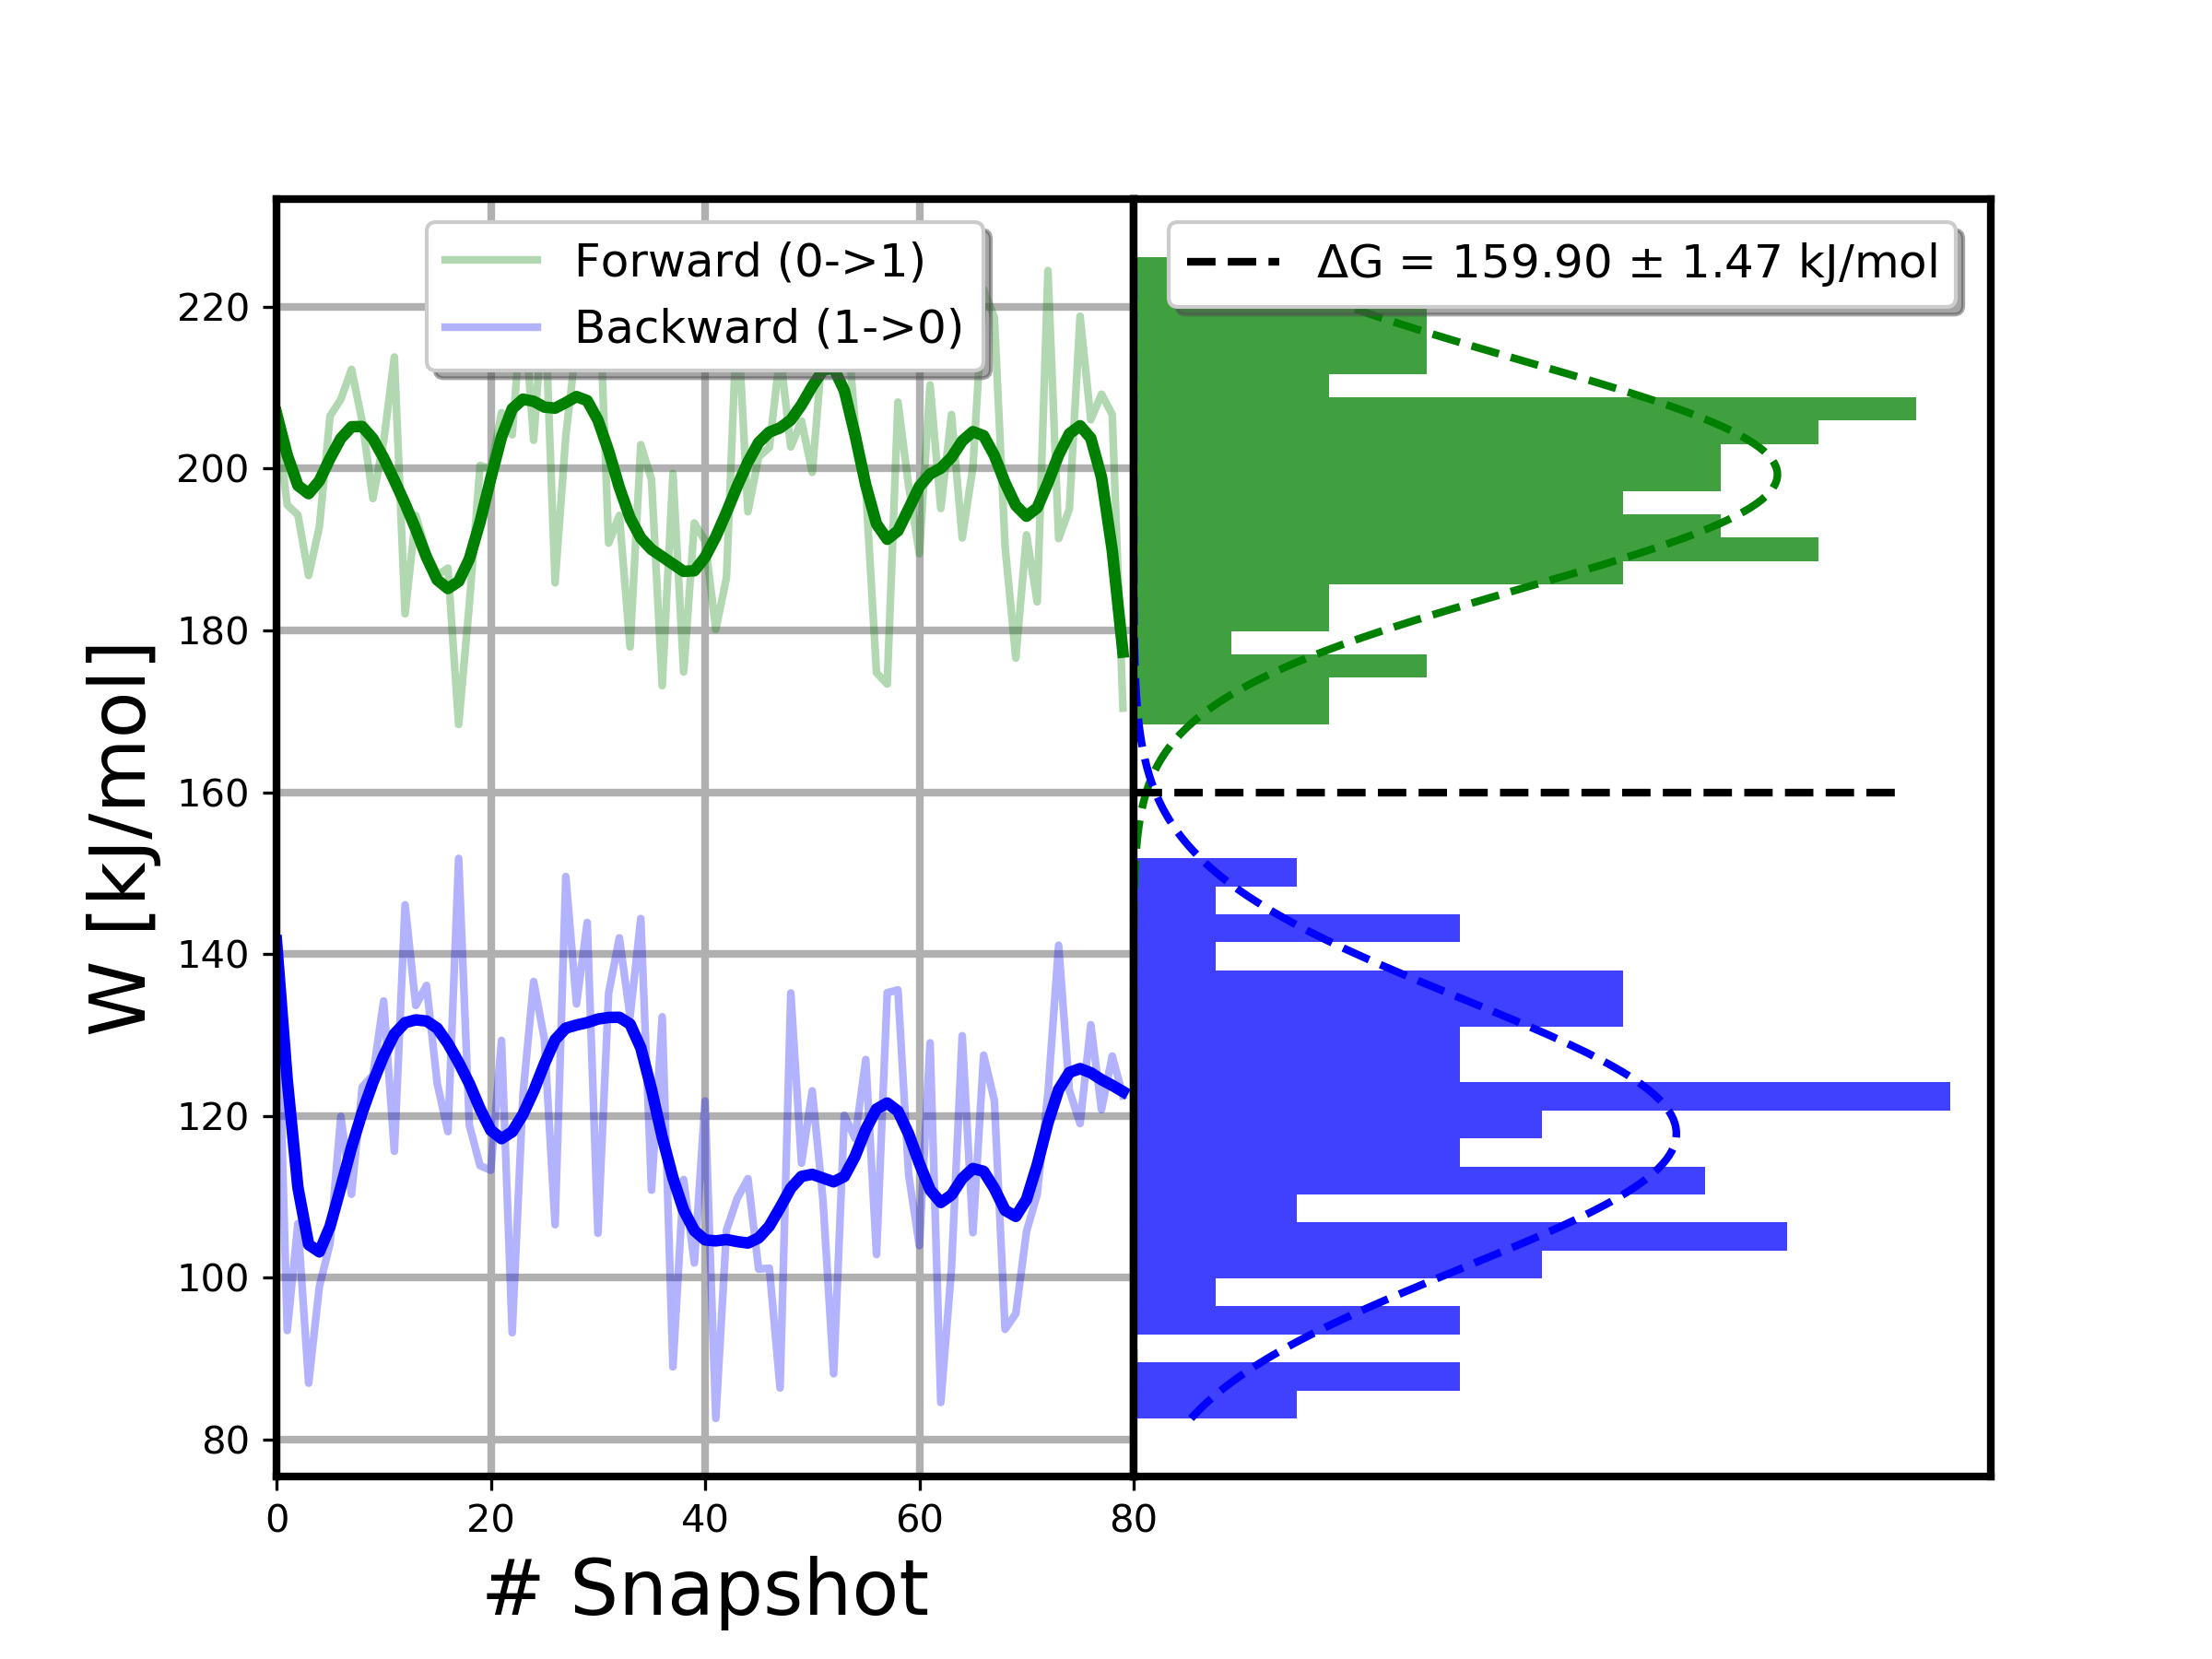 Forward (0->1)
Backward (1->0)
ΔG = 159.90 ± 1.47 kJ/mol
W [kJ/mol]
220
200
180
160
140
120
100
80
0 20 40 60 80
# Snapshot